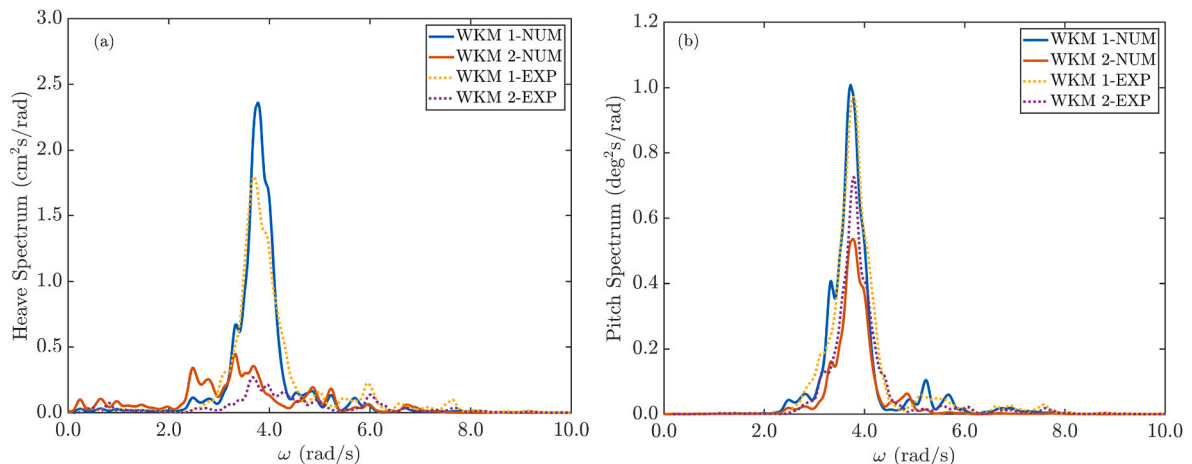 (a)
WKM 1-NUM
WKM 2-NUM
WKM 1-EXP
WKM 2-EXP
Heave Spectrum (cm²s/rad)
3.0
2.5
2.0
1.5
1.0
0.5
0.0
0.0 2.0 4.0 6.0 8.0 10.0
ω (rad/s)
(b)
WKM 1-NUM
WKM 2-NUM
WKM 1-EXP
WKM 2-EXP
Pitch Spectrum (deg²s/rad)
1.2
1.0
0.8
0.6
0.4
0.2
0.0
0.0 2.0 4.0 6.0 8.0 10.0
ω (rad/s)